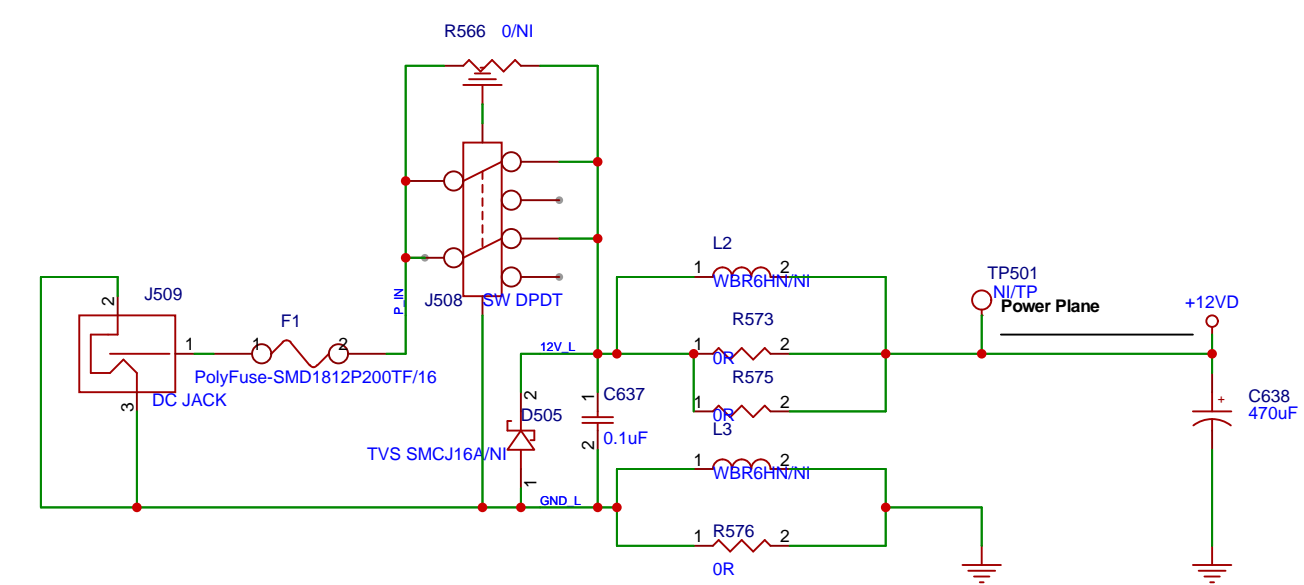 R566 0/NI
J508 SW DPDT
P_IN
J509
2
1
3
DC JACK
F1
1 2
PolyFuse-SMD1812P200TF/16
12V_L
2
D505
1
TVS SMCJ16A/NI
GND_L
1
C637
2
0.1uF
L2
1 2
WBR6HN/NI
R573
1 2
0R
R575
1 2
0R
L3
1 2
WBR6HN/NI
R576
1 2
0R
TP501
NI/TP
Power Plane
+12VD
+
C638
470uF